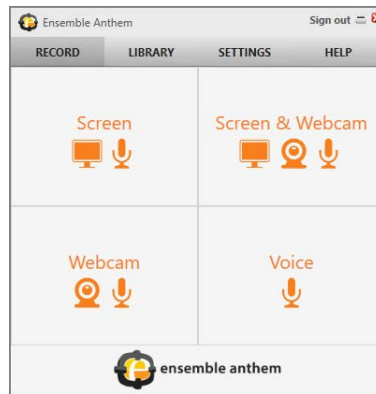 Ensemble Anthem Sign out
RECORD LIBRARY SETTINGS HELP
Screen Screen & Webcam
Webcam Voice
e ensemble anthem